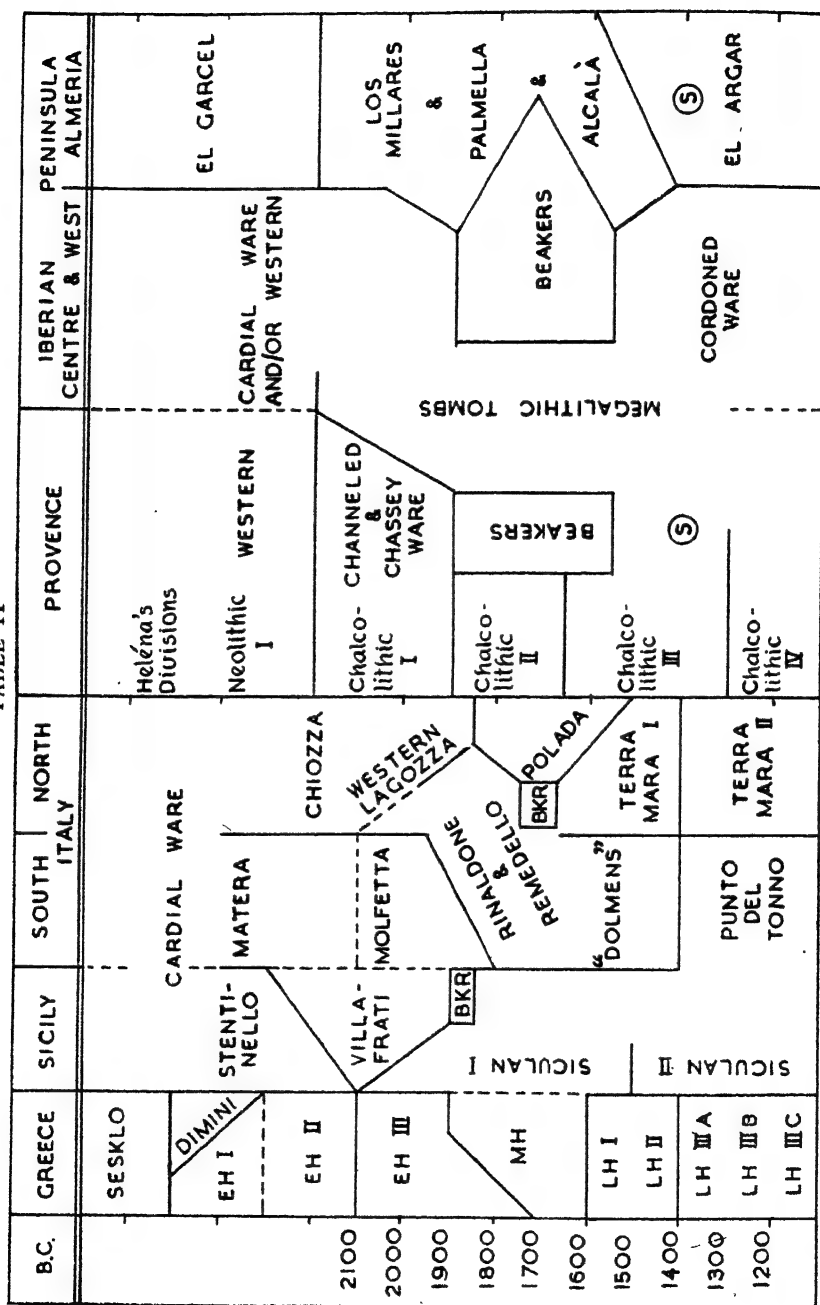 TABLE II
B.C.
GREECE
SICILY
SOUTH
NORTH
ITALY
PROVENCE
IBERIAN PENINSULA
CENTRE & WEST
ALMERIA
2100
2000
1900
1800
1700
1600
1500
1400
1300
1200
SESKLO
DIMINI
EH I
EH II
EH III
MH
LH I
LH II
LH III A
LH III B
LH III C
STENTI-
NELLO
VILLA-
FRATI
BKR
SICULAN I
SICULAN II
CARDIAL WARE
MATERA
MOLFETTA
RINALDONE
&
REMEDELLO
"DOLMENS"
PUNTO
DEL
TONNO
CHIOZZA
WESTERN
LAGOZZA
POLADA
BKR
TERRA
MARA I
TERRA
MARA II
Heléna's
Divisions
Neolithic
I
WESTERN
Chalco-
lithic
I
CHANNELED
&
CHASSEY
WARE
Chalco-
lithic
II
BEAKERS
Chalco-
lithic
III
S
Chalco-
lithic
IV
CARDIAL WARE
AND/OR WESTERN
MEGALITHIC TOMBS
BEAKERS
CORDONED
WARE
EL GARCEL
LOS
MILLARES
&
PALMELLA
&
ALCALÀ
S
EL ARGAR